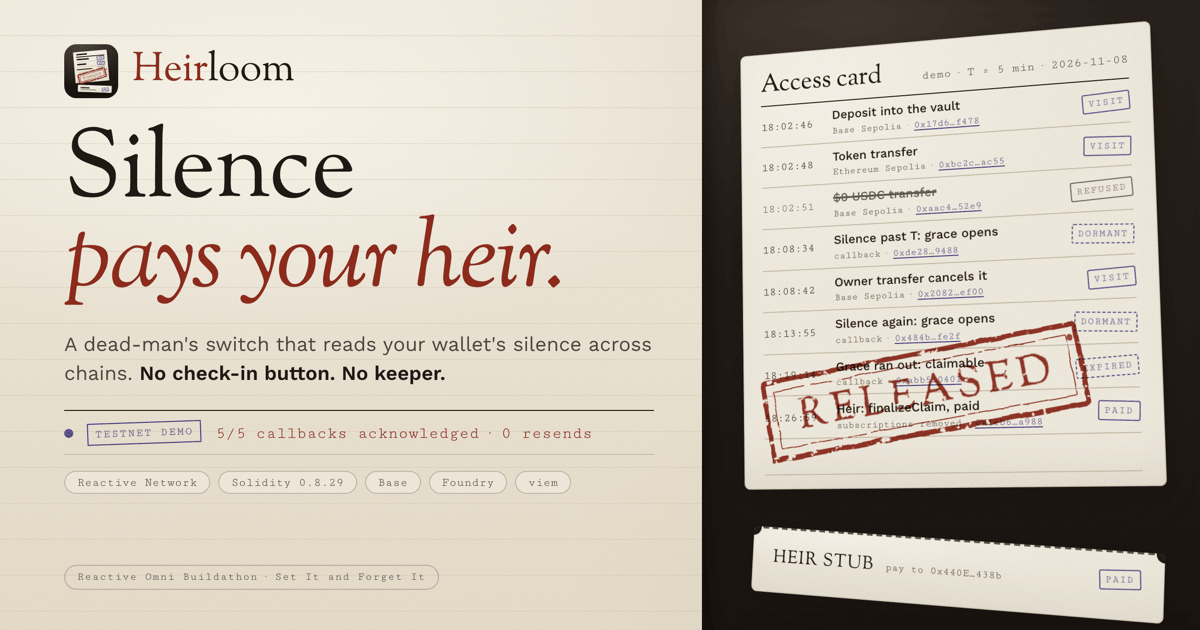 Heirloom
Silence
pays your heir.
A dead-man's switch that reads your wallet's silence across
chains. No check-in button. No keeper.
TESTNET DEMO 5/5 callbacks acknowledged · 0 resends
Reactive Network Solidity 0.8.29 Base Foundry viem
Reactive Omni Buildathon · Set It and Forget It
Access card demo · T = 5 min · 2026-11-08
18:02:46 Deposit into the vault VISIT
Base Sepolia · 0x17d6…f478
18:02:48 Token transfer VISIT
Ethereum Sepolia · 0xbc2c…ac55
18:02:51 $0 USDC transfer REFUSED
Base Sepolia · 0xaac4…52e9
18:08:34 Silence past T: grace opens DORMANT
callback · 0xde28…9488
18:08:42 Owner transfer cancels it VISIT
Base Sepolia · 0x2082…ef00
18:13:55 Silence again: grace opens DORMANT
callback · 0x484b…fe2f
Grace ran out: claimable EXPIRED
callback
RELEASED
Heir: finalizeClaim, paid PAID
subscriptions removed
HEIR STUB pay to 0x440E…438b PAID